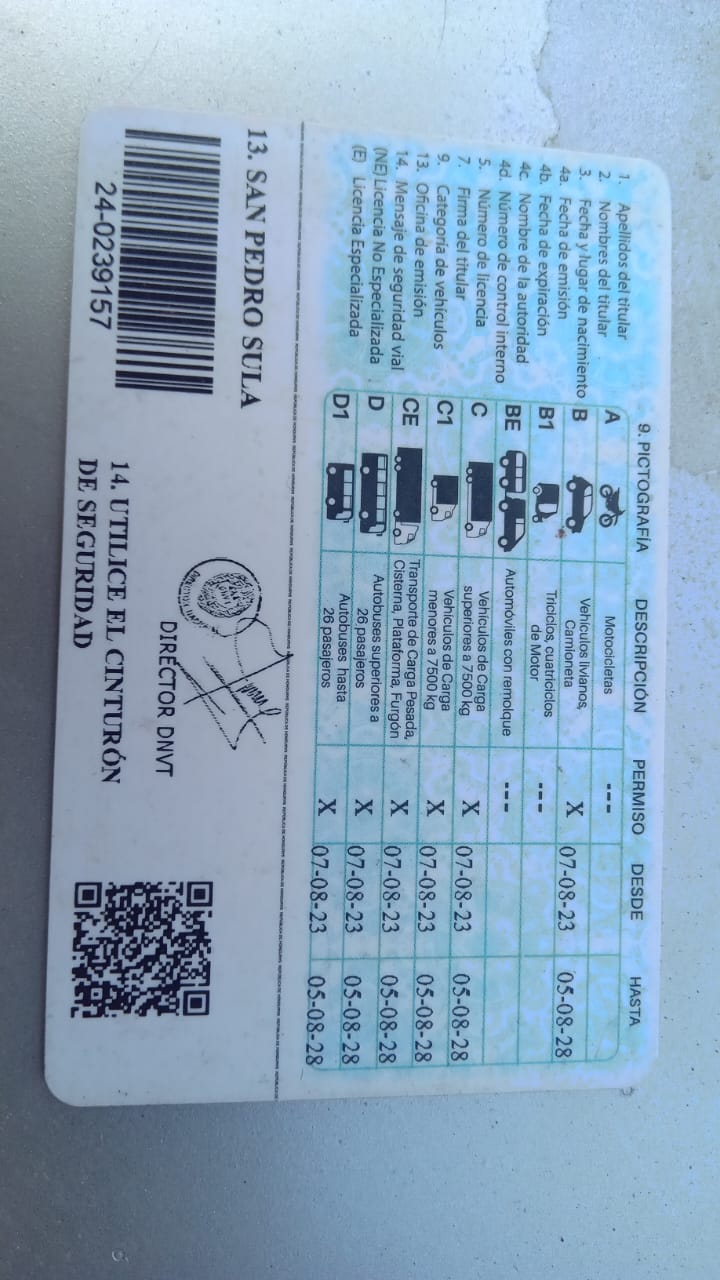 1. Apellidos del titular
2. Nombres del titular
3. Fecha y lugar de nacimiento
4a. Fecha de emisión
4b. Fecha de expiración
4c. Nombre de la autoridad
4d. Número de control interno
5. Número de licencia
7. Firma del titular
9. Categoría de vehículos
13. Oficina de emisión
14. Mensaje de seguridad vial
(NE) Licencia No Especializada
(E) Licencia Especializada
9. PICTOGRAFÍA DESCRIPCIÓN PERMISO DESDE HASTA
A Motocicletas ---
B Vehículos livianos, Camioneta X 07-08-23 05-08-28
B1 Triciclos, cuatriciclos de Motor ---
BE Automóviles con remolque ---
C Vehículos de Carga superiores a 7500 kg X 07-08-23 05-08-28
C1 Vehículos de Carga menores a 7500 kg X 07-08-23 05-08-28
CE Transporte de Carga Pesada, Cisterna, Plataforma, Furgón X 07-08-23 05-08-28
D Autobuses superiores a 26 pasajeros X 07-08-23 05-08-28
D1 Autobuses hasta 26 pasajeros X 07-08-23 05-08-28
13. SAN PEDRO SULA
24-0239157
DIRECTOR DNVT
14. UTILICE EL CINTURÓN
DE SEGURIDAD